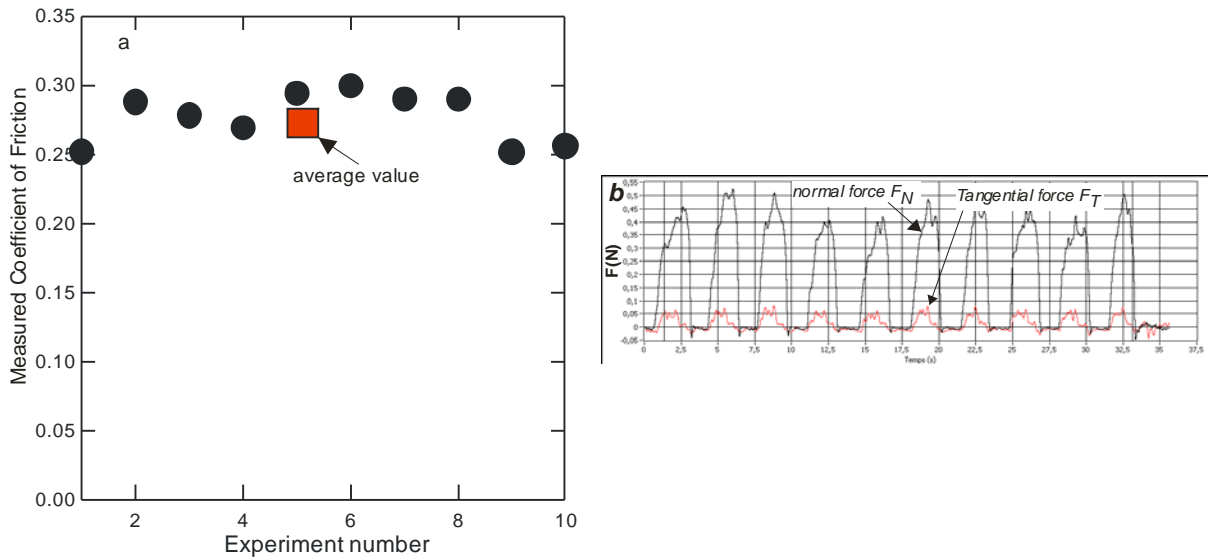 0.35
0.30
0.25
0.20
0.15
0.10
0.05
0.00
Measured Coefficient of Friction
a
average value
2 4 6 8 10
Experiment number
b
normal force F_N
Tangential force F_T
0,55
0,5
0,45
0,4
0,35
0,3
0,25
0,2
0,15
0,1
0,05
0
-0,05
F(N)
0 2,5 5 7,5 10 12,5 15 17,5 20 22,5 25 27,5 30 32,5 35 37,5
Temps (s)